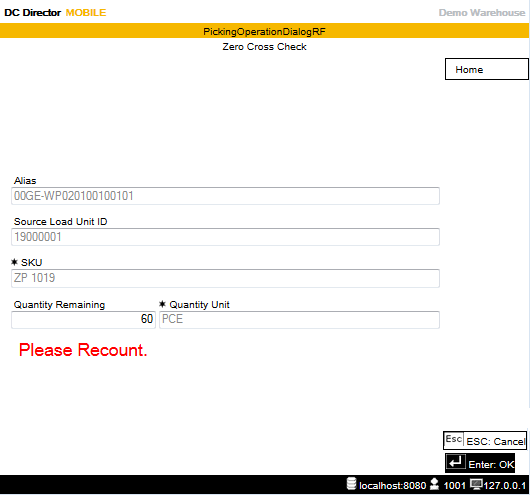 DC Director MOBILE Demo Warehouse
PickingOperationDialogRF
Zero Cross Check
Home
Alias
00GE-WP020100100101
Source Load Unit ID
19000001
✶ SKU
ZP 1019
Quantity Remaining ✶ Quantity Unit
60 PCE
Please Recount.
Esc ESC: Cancel
Enter: OK
localhost:8080 1001 127.0.0.1